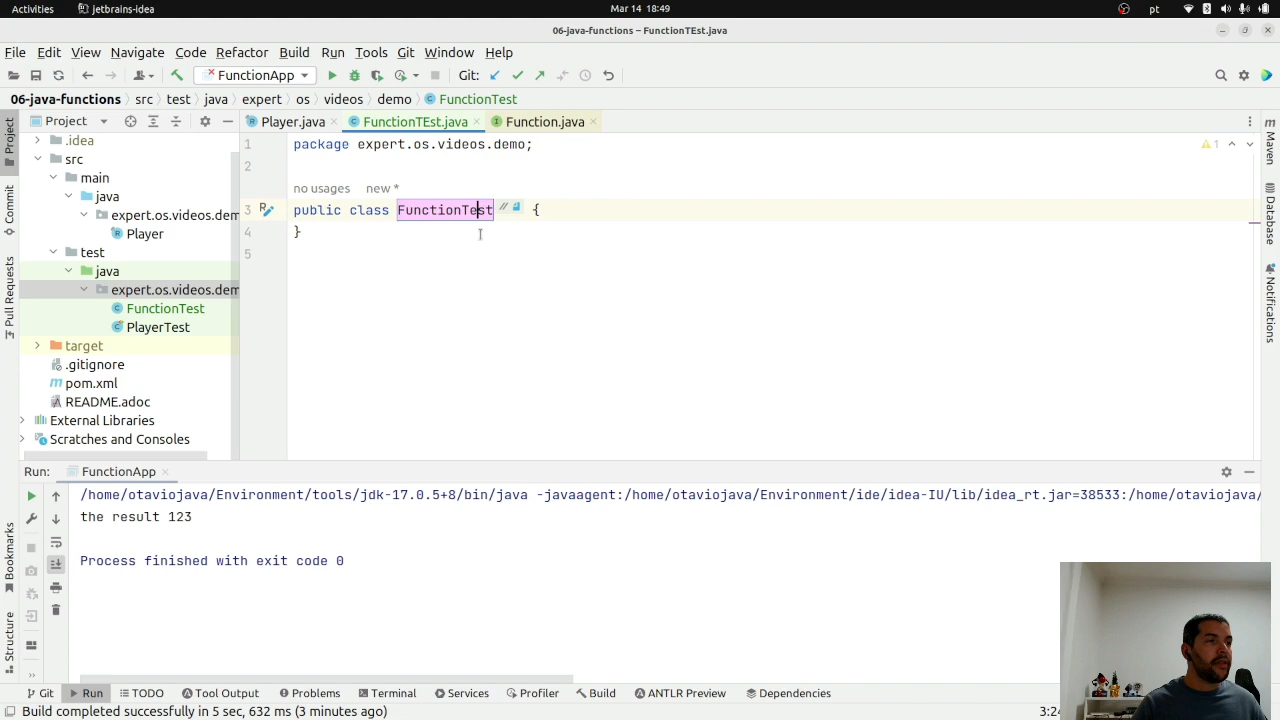 Activities jetbrains-idea Mar 14 18:49 pt
06-java-functions – FunctionTEst.java
File Edit View Navigate Code Refactor Build Run Tools Git Window Help
FunctionApp Git:
06-java-functions src test java expert os videos demo FunctionTest
Project Player.java FunctionTEst.java Function.java
.idea
src
main
java
expert.os.videos.dem
Player
test
java
expert.os.videos.dem
FunctionTest
PlayerTest
target
.gitignore
pom.xml
README.adoc
External Libraries
Scratches and Consoles
1 package expert.os.videos.demo;
2
no usages new *
3 public class FunctionTest {
4 }
5
1
Project
Commit
Pull Requests
Bookmarks
Structure
Maven
Database
Notifications
Run: FunctionApp
/home/otaviojava/Environment/tools/jdk-17.0.5+8/bin/java -javaagent:/home/otaviojava/Environment/ide/idea-IU/lib/idea_rt.jar=38533:/home/otaviojava/
the result 123
Process finished with exit code 0
Git Run TODO Tool Output Problems Terminal Services Profiler Build ANTLR Preview Dependencies
Build completed successfully in 5 sec, 632 ms (3 minutes ago) 3:24